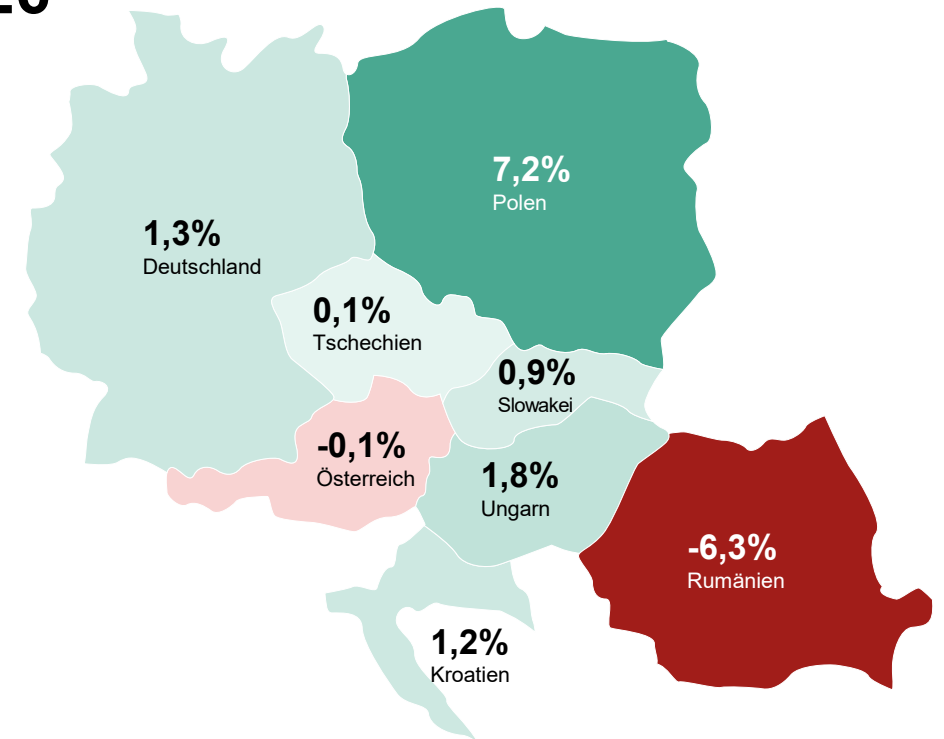 7,2%
Polen
1,3%
Deutschland
0,1%
Tschechien
0,9%
Slowakei
-0,1%
Österreich
1,8%
Ungarn
-6,3%
Rumänien
1,2%
Kroatien